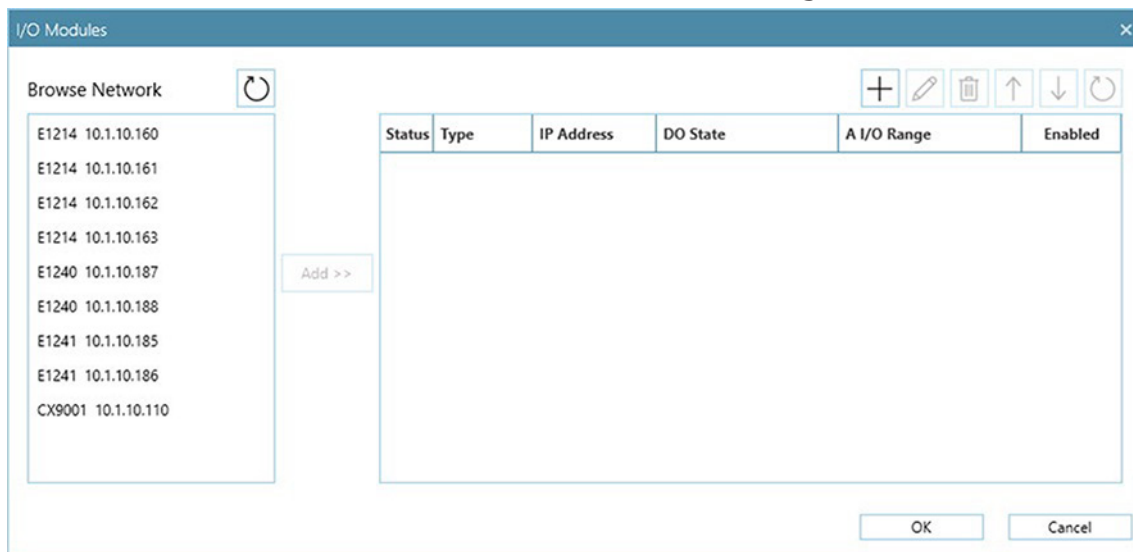 I/O Modules
Browse Network
E1214 10.1.10.160
E1214 10.1.10.161
E1214 10.1.10.162
E1214 10.1.10.163
E1240 10.1.10.187
E1240 10.1.10.188
E1241 10.1.10.185
E1241 10.1.10.186
CX9001 10.1.10.110
Add >>
Status Type IP Address DO State A I/O Range Enabled
OK Cancel